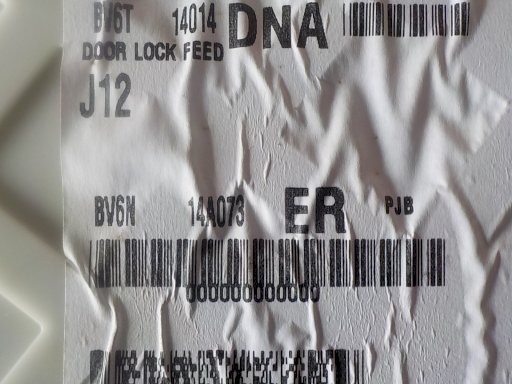 BV6T 14014 DNA
DOOR LOCK FEED
J12
BV6N 14A073 ER PJB
000000000000